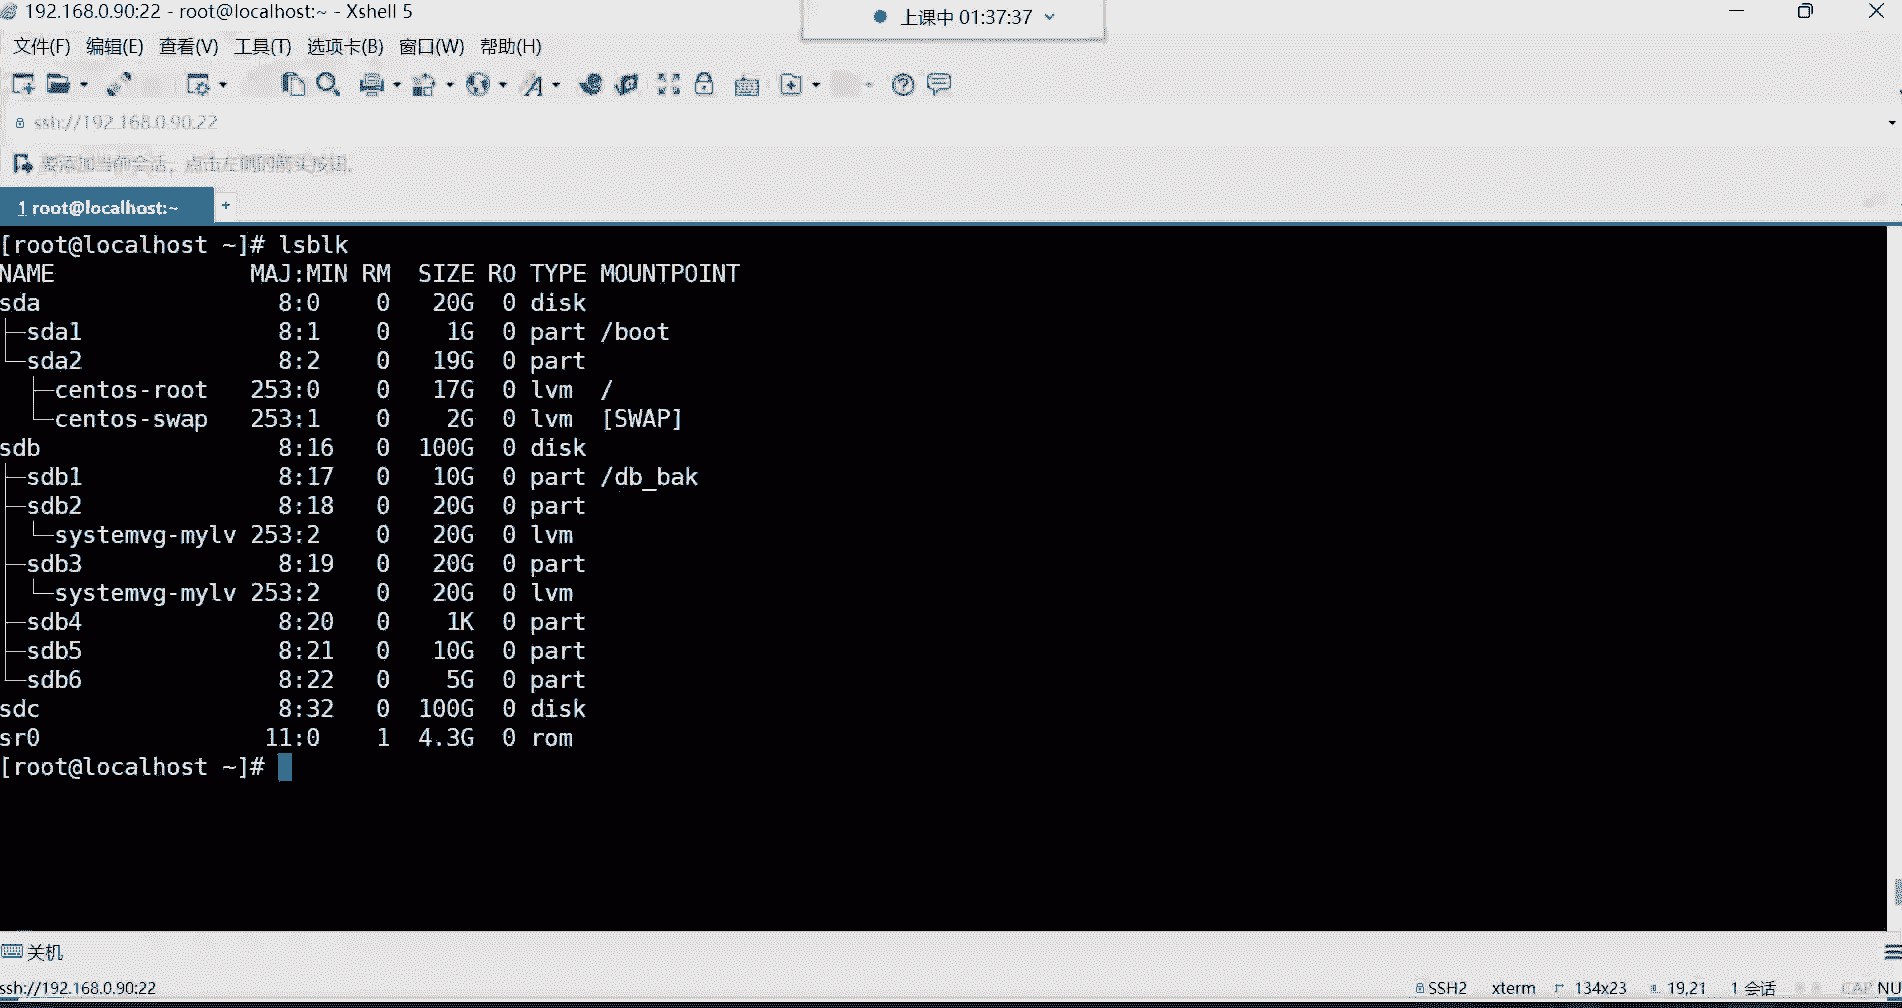 192.168.0.90:22 - root@localhost:~ - Xshell 5
上课中 01:37:37
文件(F) 编辑(E) 查看(V) 工具(T) 选项卡(B) 窗口(W) 帮助(H)
ssh://192.168.0.90:22
要添加当前会话，点击左侧的箭头按钮。
1 root@localhost:~ +
[root@localhost ~]# lsblk
NAME MAJ:MIN RM SIZE RO TYPE MOUNTPOINT
sda 8:0 0 20G 0 disk
├─sda1 8:1 0 1G 0 part /boot
└─sda2 8:2 0 19G 0 part
├─centos-root 253:0 0 17G 0 lvm /
└─centos-swap 253:1 0 2G 0 lvm [SWAP]
sdb 8:16 0 100G 0 disk
├─sdb1 8:17 0 10G 0 part /db_bak
├─sdb2 8:18 0 20G 0 part
│ └─systemvg-mylv 253:2 0 20G 0 lvm
├─sdb3 8:19 0 20G 0 part
│ └─systemvg-mylv 253:2 0 20G 0 lvm
├─sdb4 8:20 0 1K 0 part
├─sdb5 8:21 0 10G 0 part
└─sdb6 8:22 0 5G 0 part
sdc 8:32 0 100G 0 disk
sr0 11:0 1 4.3G 0 rom
[root@localhost ~]#
关机
ssh://192.168.0.90:22 SSH2 xterm 134x23 19,21 1 会话 CAP NU